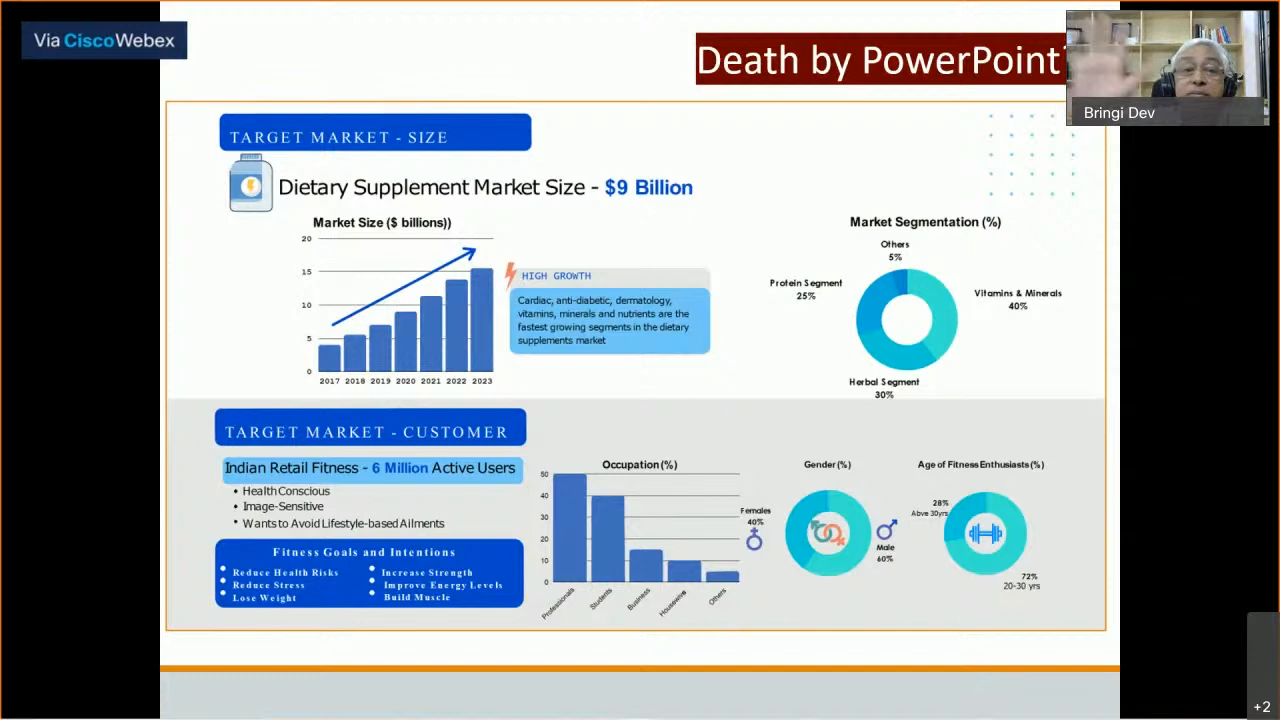 Via Cisco Webex
Death by PowerPoint
Bringi Dev
TARGET MARKET - SIZE
Dietary Supplement Market Size - $9 Billion
Market Size ($ billions))
20
15
10
5
0
2017 2018 2019 2020 2021 2022 2023
HIGH GROWTH
Cardiac, anti-diabetic, dermatology,
vitamins, minerals and nutrients are the
fastest growing segments in the dietary
supplements market
Market Segmentation (%)
Others
5%
Protein Segment
25%
Vitamins & Minerals
40%
Herbal Segment
30%
TARGET MARKET - CUSTOMER
Indian Retail Fitness - 6 Million Active Users
• Health Conscious
• Image-Sensitive
• Wants to Avoid Lifestyle-based Ailments
Fitness Goals and Intentions
• Reduce Health Risks
• Reduce Stress
• Lose Weight
• Increase Strength
• Improve Energy Levels
• Build Muscle
Occupation (%)
50
40
30
20
10
0
Professionals
Students
Business
Housewife
Others
Gender (%)
Females
40%
Male
60%
Age of Fitness Enthusiasts (%)
28%
Abve 30yrs
72%
20-30 yrs
+2